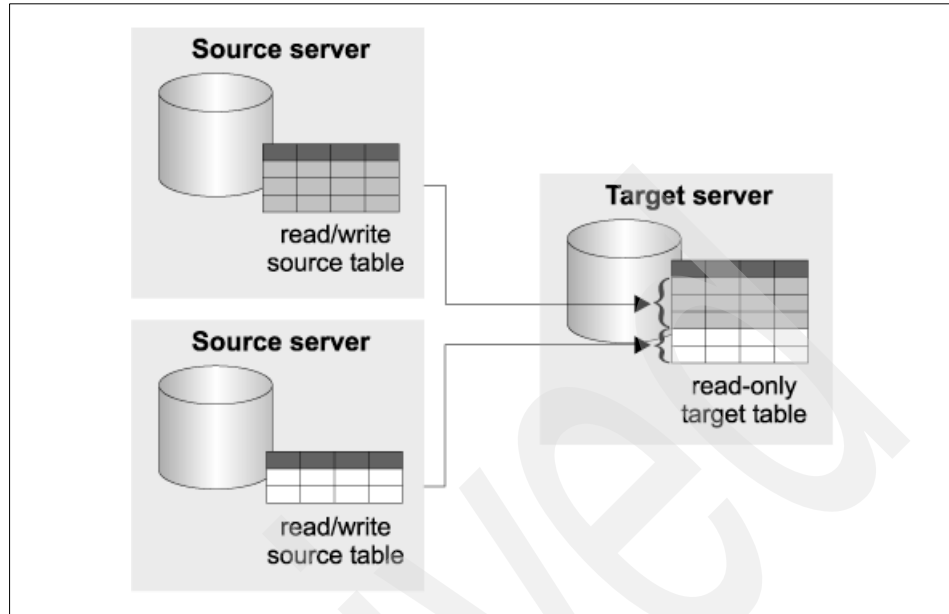 Source server
read/write
source table
Target server
read-only
target table
Source server
read/write
source table